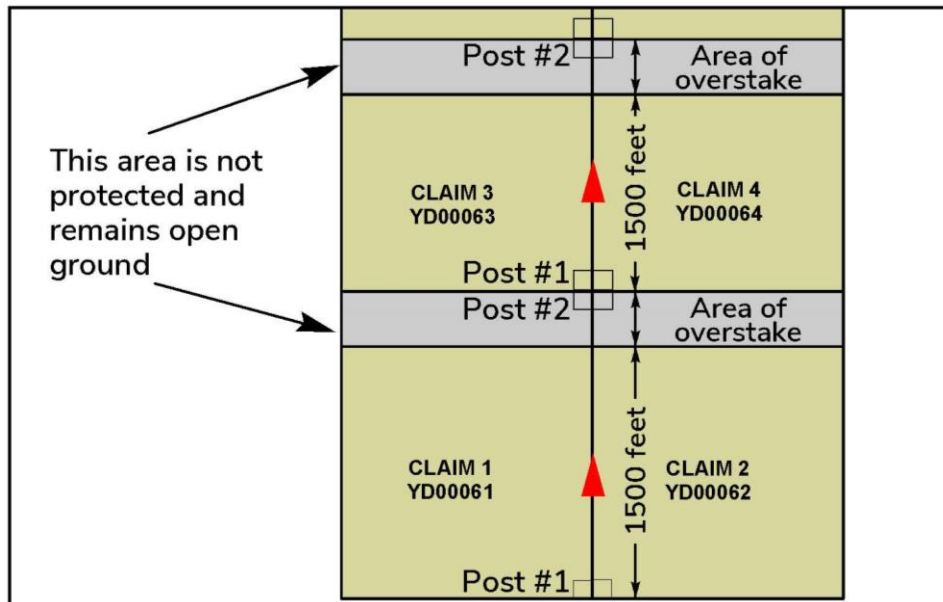 Post #2
Area of
overstake
This area is not
protected and
remains open
ground
CLAIM 3
YD00063
1500 feet
CLAIM 4
YD00064
Post #1
Post #2
Area of
overstake
CLAIM 1
YD00061
1500 feet
CLAIM 2
YD00062
Post #1